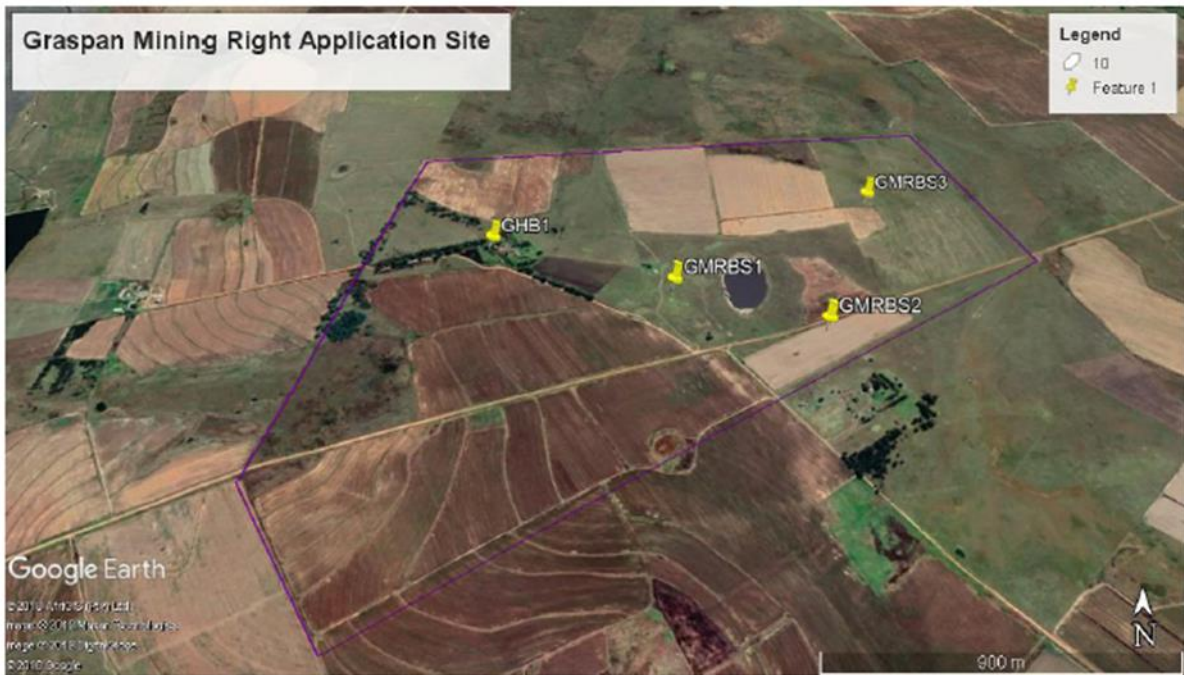 Graspan Mining Right Application Site
Legend
10
Feature 1
GMRBS3
GHB1
GMRBS1
GMRBS2
Google Earth
©2018 Google
N
900 m